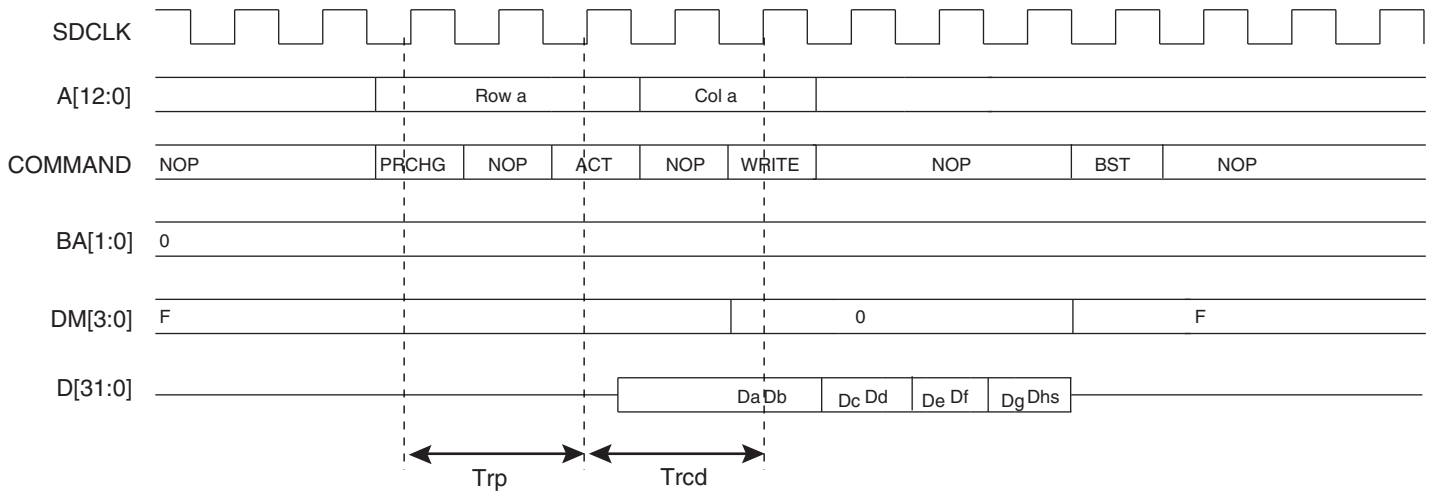 SDCLK
A[12:0] Row a Col a
COMMAND NOP PRCHG NOP ACT NOP WRITE NOP BST NOP
BA[1:0] 0
DM[3:0] F 0 F
D[31:0] Da Db Dc Dd De Df Dg Dhs
Trp Trcd